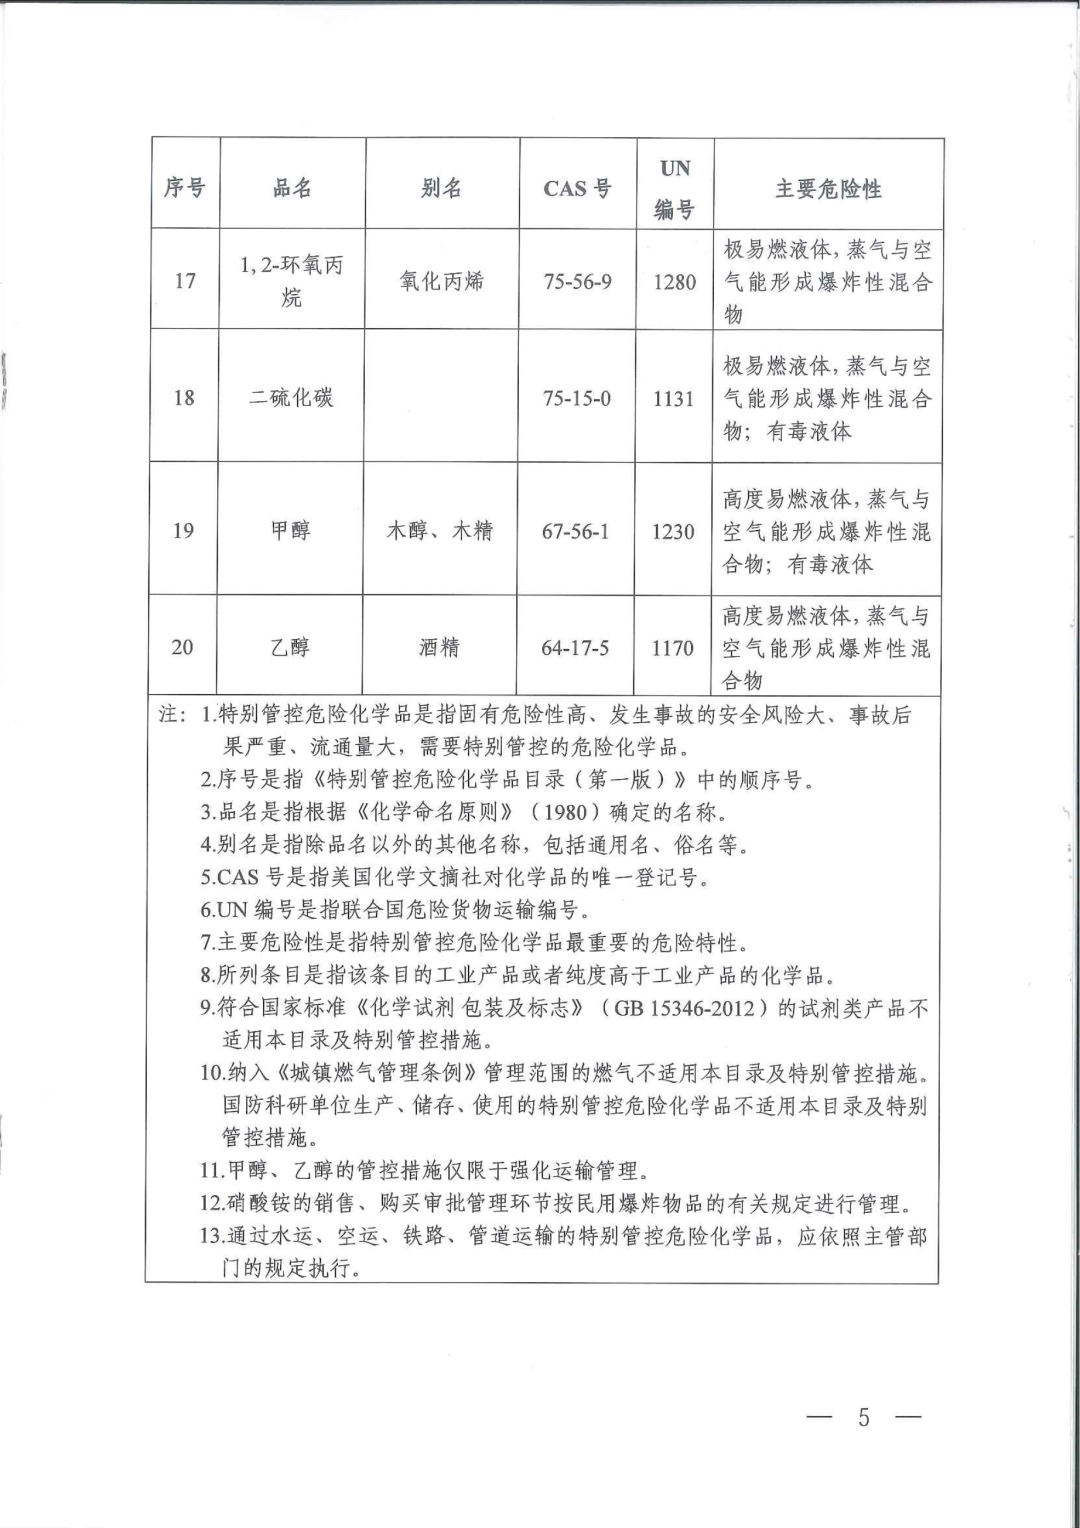 序号 品名 别名 CAS 号 UN 编号 主要危险性
17 1,2-环氧丙烷 氧化丙烯 75-56-9 1280 极易燃液体，蒸气与空
气能形成爆炸性混合
物
18 二硫化碳 75-15-0 1131 极易燃液体，蒸气与空
气能形成爆炸性混合
物；有毒液体
19 甲醇 木醇、木精 67-56-1 1230 高度易燃液体，蒸气与
空气能形成爆炸性混
合物；有毒液体
20 乙醇 酒精 64-17-5 1170 高度易燃液体，蒸气与
空气能形成爆炸性混
合物
注：1.特别管控危险化学品是指固有危险性高、发生事故的安全风险大、事故后
果严重、流通量大，需要特别管控的危险化学品。
2.序号是指《特别管控危险化学品目录（第一版）》中的顺序号。
3.品名是指根据《化学命名原则》（1980）确定的名称。
4.别名是指除品名以外的其他名称，包括通用名、俗名等。
5.CAS 号是指美国化学文摘社对化学品的唯一登记号。
6.UN 编号是指联合国危险货物运输编号。
7.主要危险性是指特别管控危险化学品最重要的危险特性。
8.所列条目是指该条目的工业产品或者纯度高于工业产品的化学品。
9.符合国家标准《化学试剂 包装及标志》（GB 15346-2012）的试剂类产品不
适用本目录及特别管控措施。
10.纳入《城镇燃气管理条例》管理范围的燃气不适用本目录及特别管控措施。
国防科研单位生产、储存、使用的特别管控危险化学品不适用本目录及特别
管控措施。
11.甲醇、乙醇的管控措施仅限于强化运输管理。
12.硝酸铵的销售、购买审批管理环节按民用爆炸物品的有关规定进行管理。
13.通过水运、空运、铁路、管道运输的特别管控危险化学品，应依照主管部
门的规定执行。
— 5 —